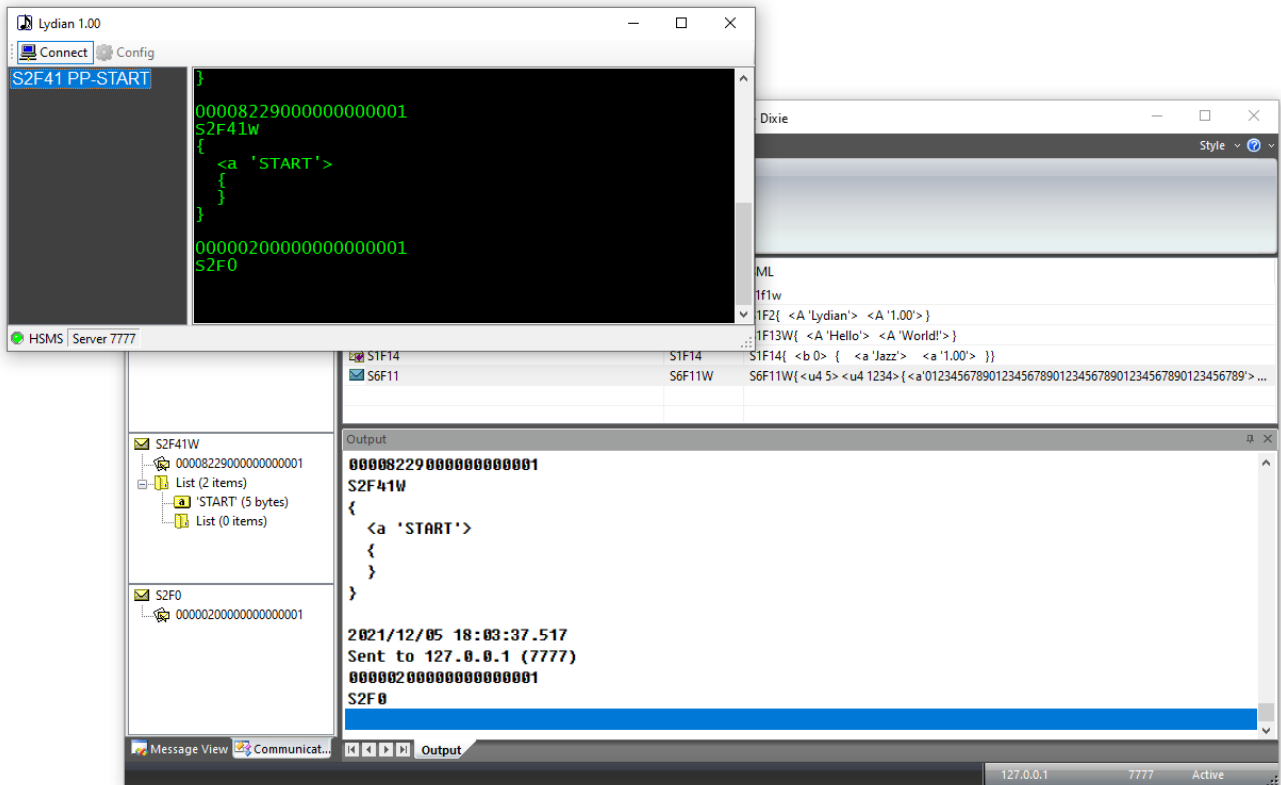 Lydian 1.00
Connect Config
S2F41 PP-START
}
00008229000000000001
S2F41W
{
<a 'START'>
{
}
}
00000200000000000001
S2F0
HSMS Server 7777
Dixie
Style
ML
1f1w
1F2{ <A 'Lydian'> <A '1.00'> }
1F13W{ <A 'Hello'> <A 'World!'> }
S1F14 S1F14 S1F14{ <b 0> { <a 'Jazz'> <a '1.00'> }}
S6F11 S6F11W S6F11W{<u4 5> <u4 1234>{<a'01234567890123456789012345678901234567890123456789'> ...
S2F41W
00008229000000000001
List (2 items)
'START' (5 bytes)
List (0 items)
S2F0
00000200000000000001
Message View Communicat...
Output
00008229000000000001
S2F41W
{
<a 'START'>
{
}
}
2021/12/05 18:03:37.517
Sent to 127.0.0.1 (7777)
00000200000000000001
S2F0
Output
127.0.0.1 7777 Active